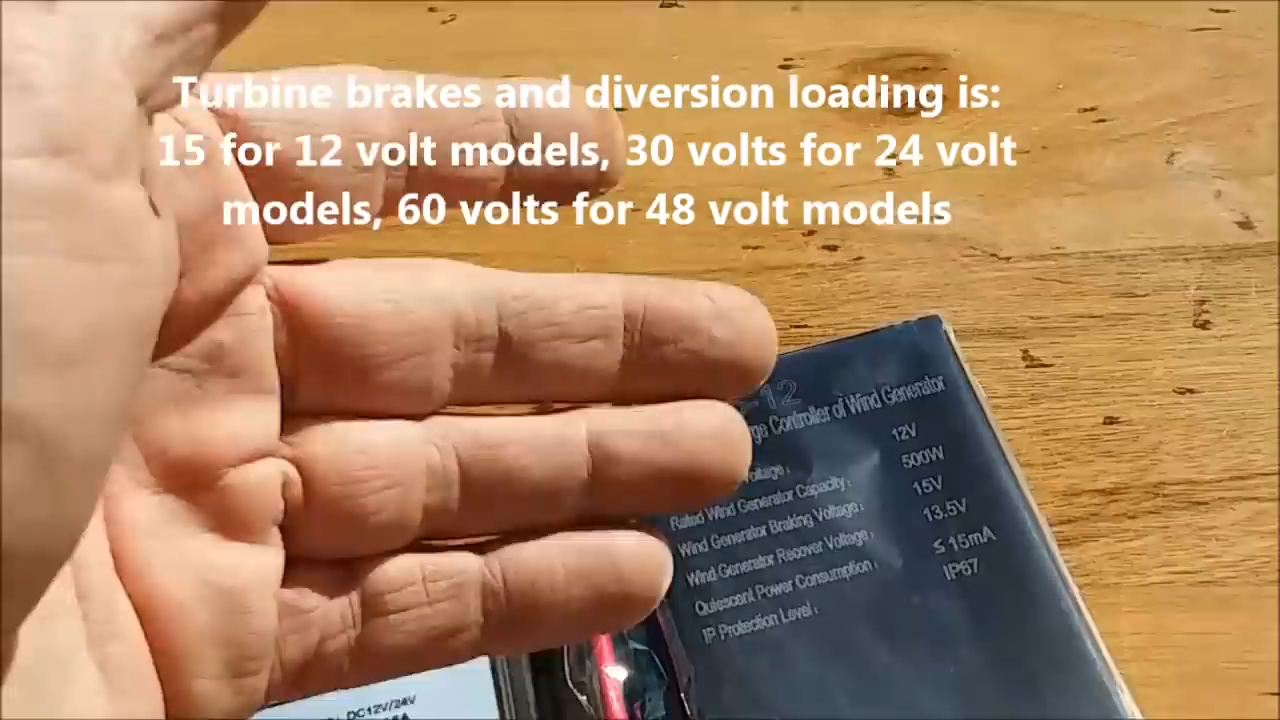 Turbine brakes and diversion loading is:
15 for 12 volt models, 30 volts for 24 volt
models, 60 volts for 48 volt models
-12
Controller of Wind Generator
12V
Rated Wind Generator Capacity: 500W
Wind Generator Braking Voltage: 15V
Wind Generator Recover Voltage: 13.5V
Quiescent Power Consumption: ≤15mA
IP Protection Level: IP67
DC12V/24V